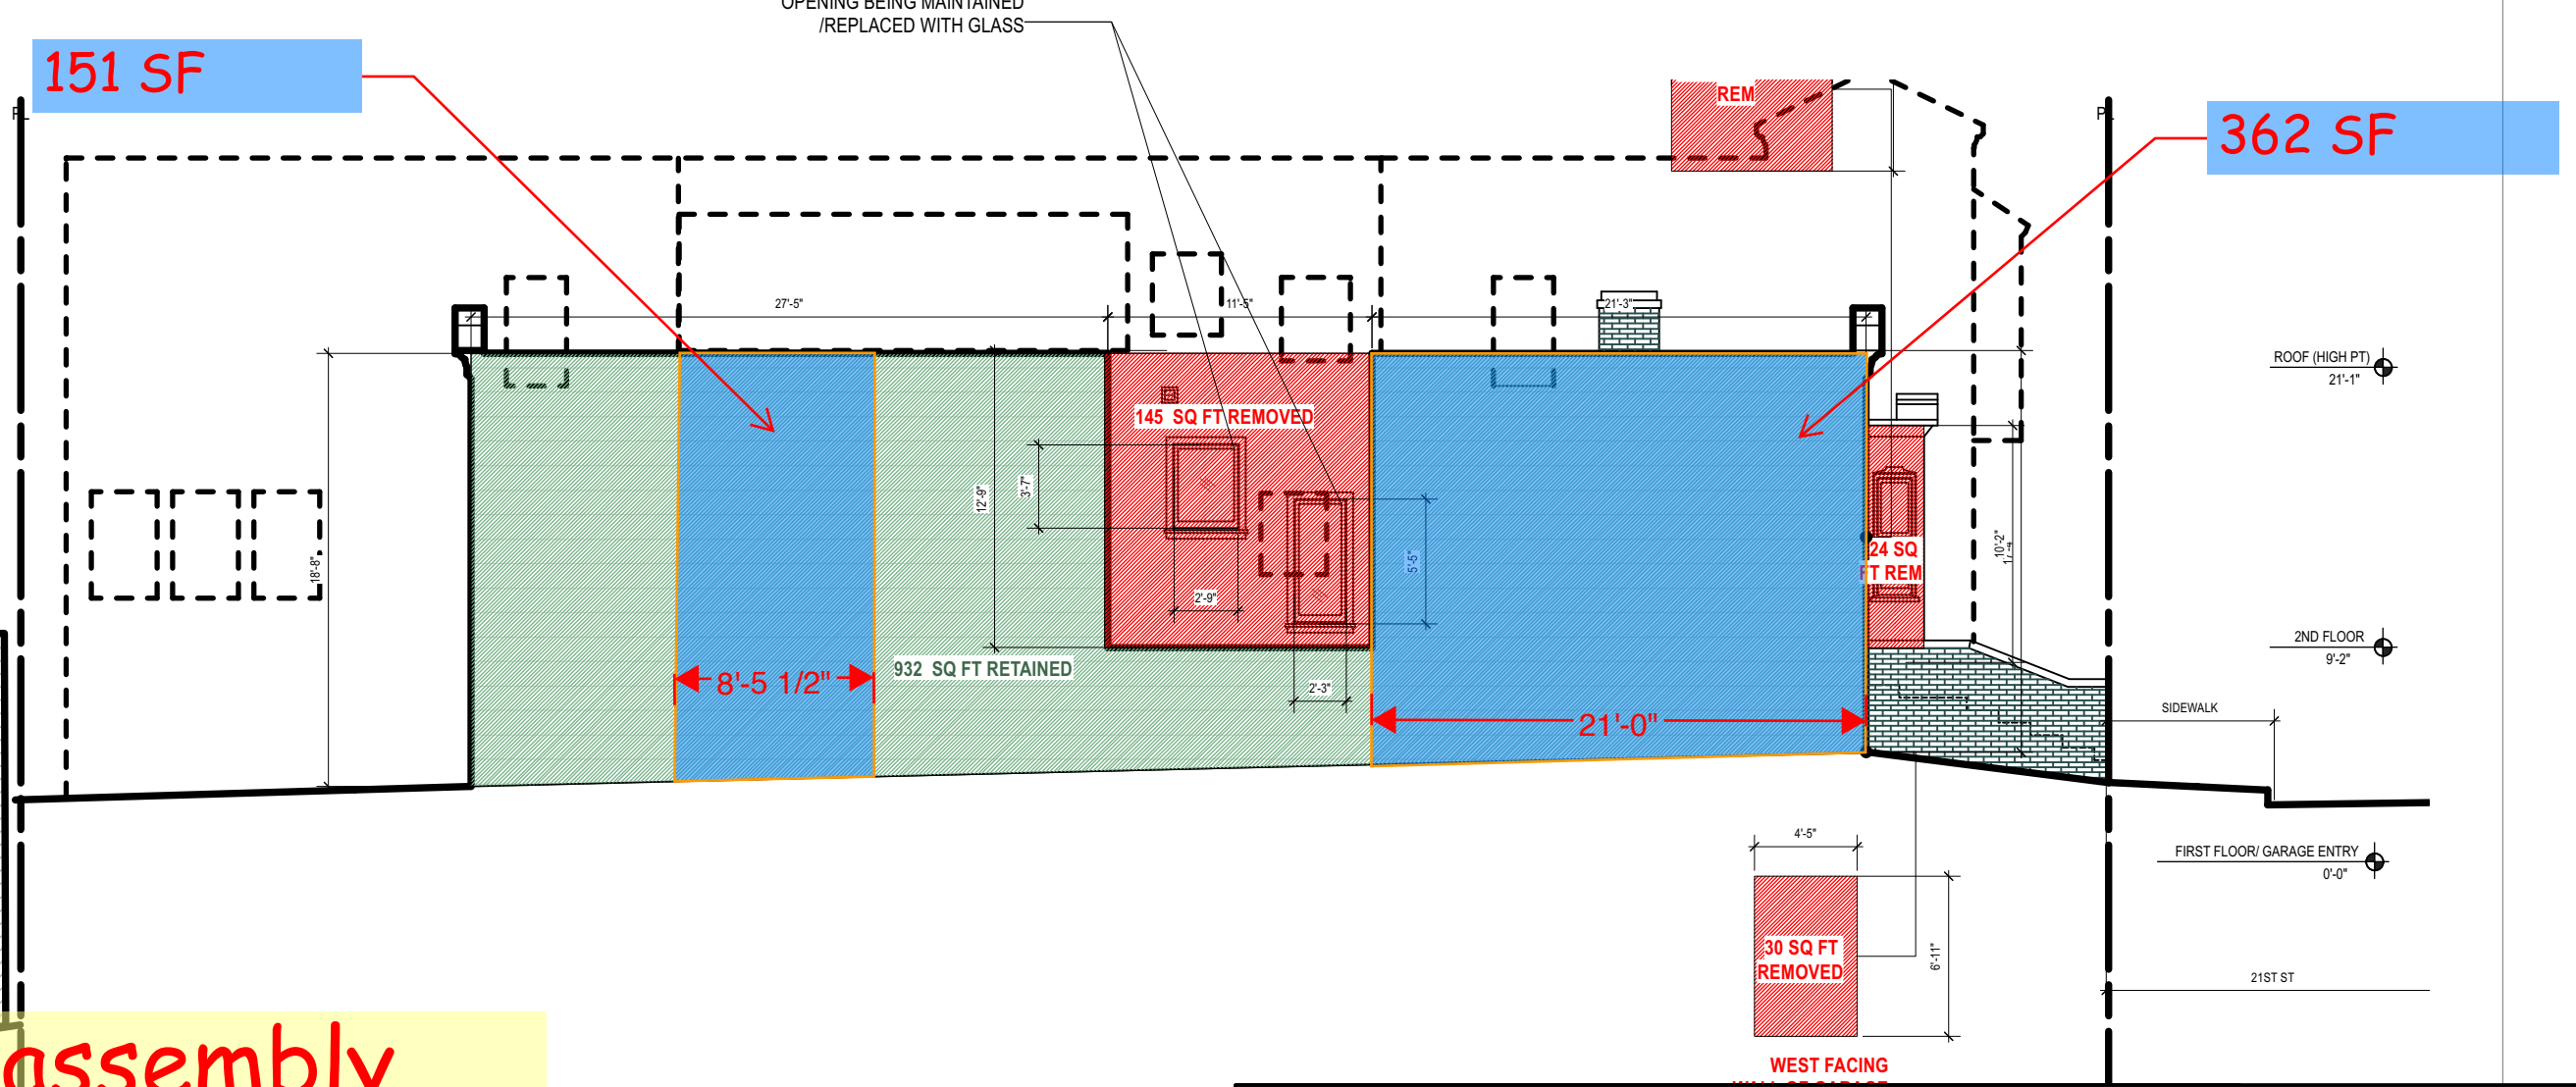 OPENING BEING MAINTAINED
/REPLACED WITH GLASS
151 SF
REM
362 SF
PL
PL
27'-5"
11'-5"
21'-3"
ROOF (HIGH PT)
21'-1"
145 SQ FT REMOVED
3'-7"
12'-9"
5'-5"
18'-8"
24 SQ
FT REM
10'-2"
2'-9"
2ND FLOOR
9'-2"
932 SQ FT RETAINED
8'-5 1/2"
2'-3"
21'-0"
SIDEWALK
4'-5"
FIRST FLOOR/ GARAGE ENTRY
0'-0"
30 SQ FT
REMOVED
6'-11"
21ST ST
assembly
WEST FACING
WALL OF GARAGE